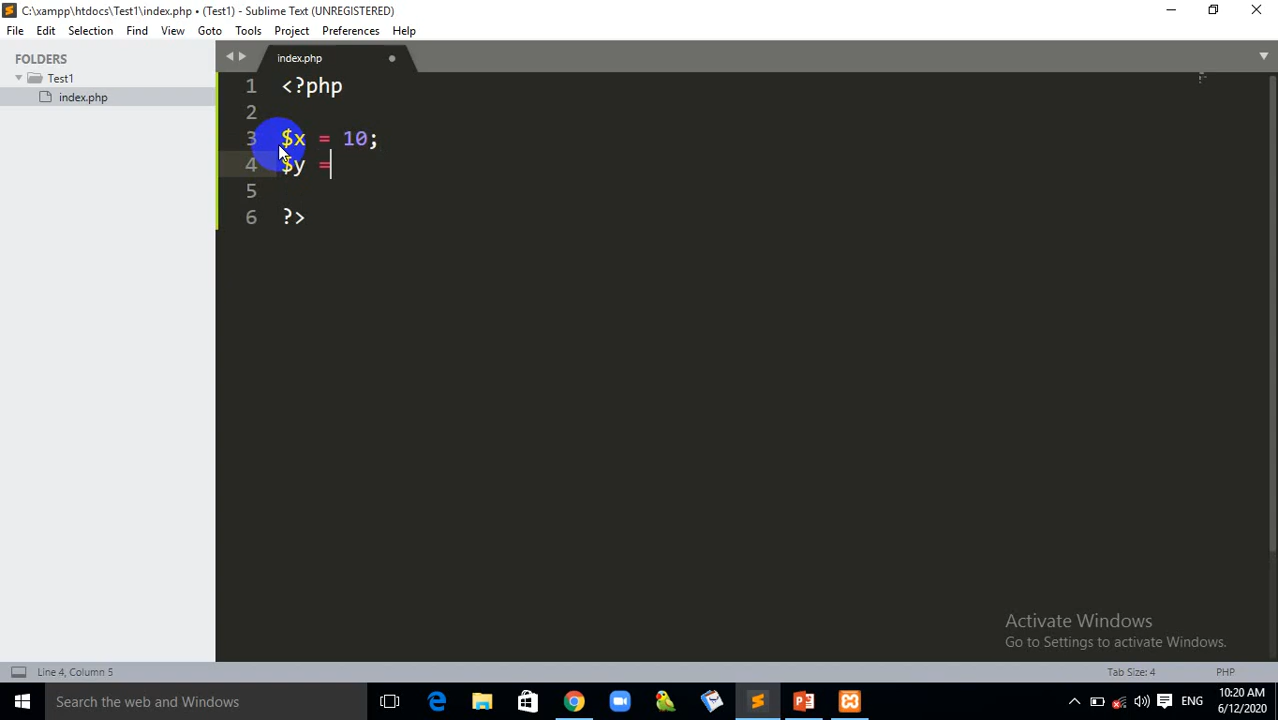 C:\xampp\htdocs\Test1\index.php • (Test1) - Sublime Text (UNREGISTERED)
File Edit Selection Find View Goto Tools Project Preferences Help
FOLDERS
Test1
index.php
index.php
1 <?php
2
3 $x = 10;
4 $y =
5
6 ?>
Activate Windows
Go to Settings to activate Windows.
Line 4, Column 5 Tab Size: 4 PHP
Search the web and Windows
ENG
10:20 AM
6/12/2020